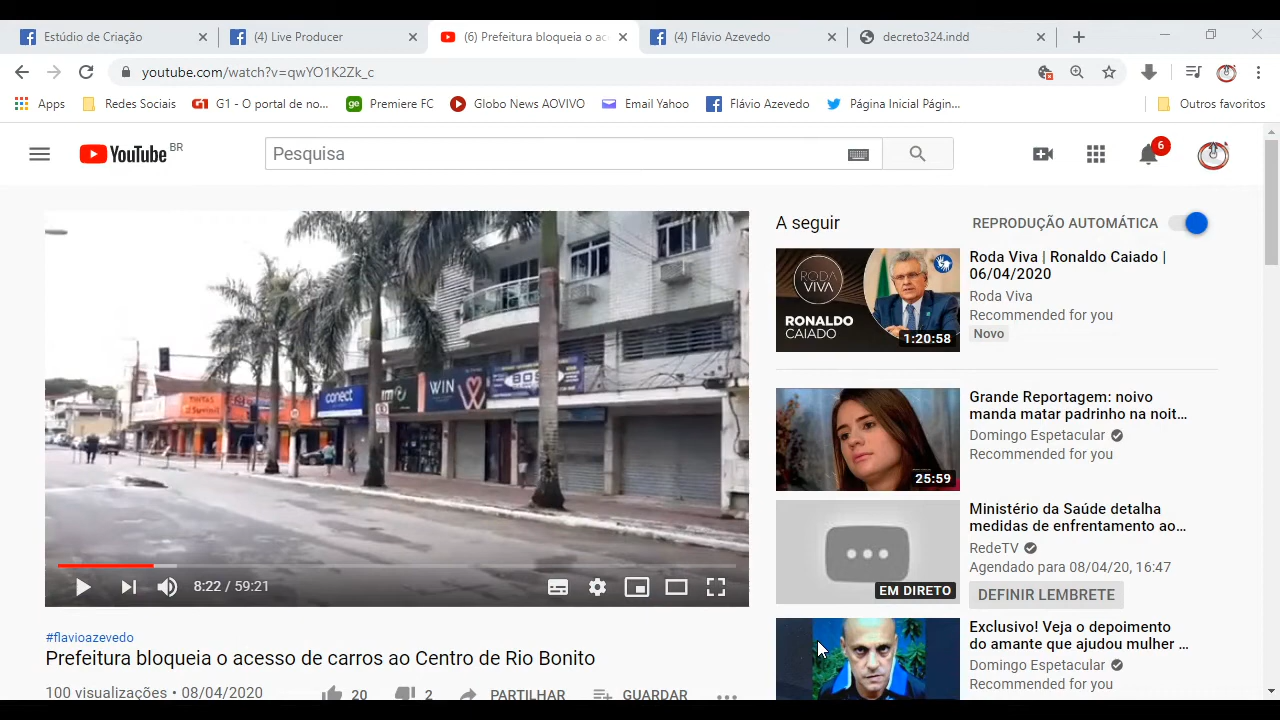 Estúdio de Criação
(4) Live Producer
(6) Prefeitura bloqueia o ac
(4) Flávio Azevedo
decreto324.indd
youtube.com/watch?v=qwYO1K2Zk_c
Apps
Redes Sociais
G1 - O portal de no...
Premiere FC
Globo News AOVIVO
Email Yahoo
Flávio Azevedo
Página Inicial Págin...
Outros favoritos
YouTube BR
Pesquisa
6
A seguir
REPRODUÇÃO AUTOMÁTICA
RODA VIVA
RONALDO
CAIADO
1:20:58
Roda Viva | Ronaldo Caiado |
06/04/2020
Roda Viva
Recommended for you
Novo
TINTAS
conect
WIN
25:59
Grande Reportagem: noivo
manda matar padrinho na noit...
Domingo Espetacular
Recommended for you
EM DIRETO
Ministério da Saúde detalha
medidas de enfrentamento ao...
RedeTV
Agendado para 08/04/20, 16:47
DEFINIR LEMBRETE
8:22 / 59:21
Exclusivo! Veja o depoimento
do amante que ajudou mulher ...
Domingo Espetacular
Recommended for you
#flavioazevedo
Prefeitura bloqueia o acesso de carros ao Centro de Rio Bonito
100 visualizações • 08/04/2020
20
2
PARTILHAR
GUARDAR